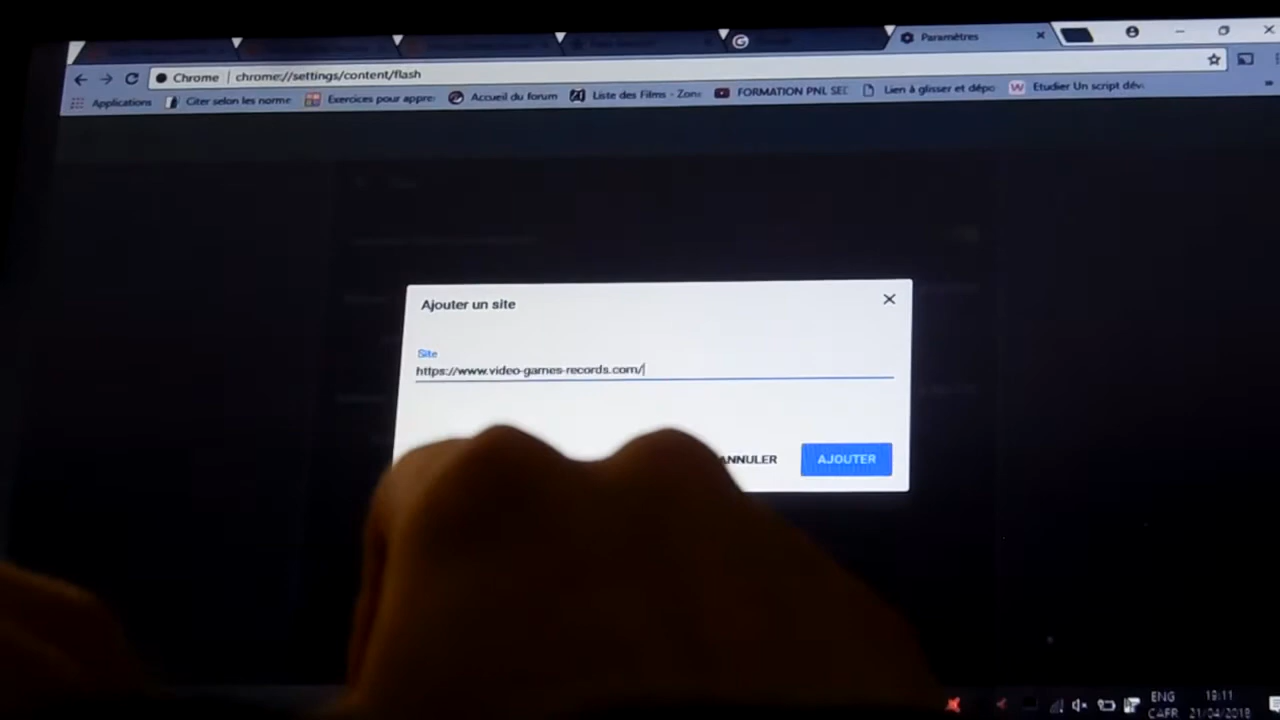 Paramètres
Chrome | chrome://settings/content/flash
Applications Citer selon les norme Exercices pour appre Accueil du forum Liste des Films - Zone FORMATION PNL SEC Lien à glisser et dépo Etudier Un script déve
Ajouter un site
Site
https://www.video-games-records.com/
ANNULER AJOUTER
ENG 19:11
CAFR 21/04/2018